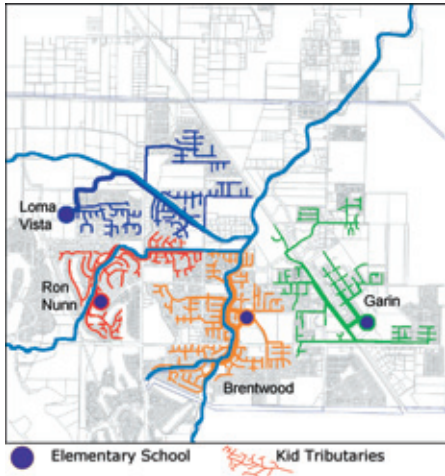 Loma
Vista
Ron
Nunn
Garin
Brentwood
Elementary School
Kid Tributaries